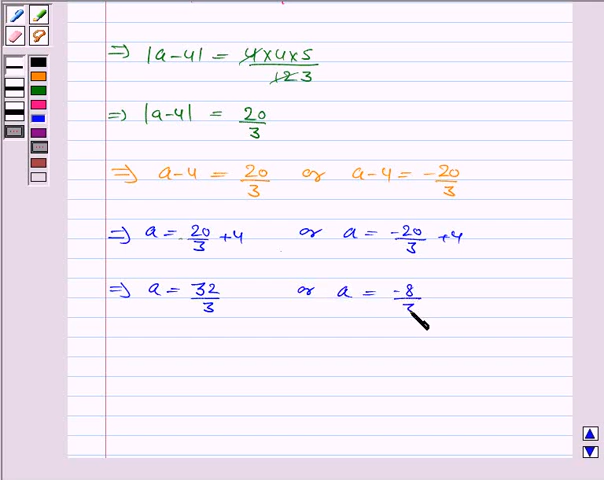 ⇒ |a-4| = 4×4×5/12 3
⇒ |a-4| = 20/3
⇒ a-4 = 20/3 or a-4 = -20/3
⇒ a = 20/3 +4 or a = -20/3 +4
⇒ a = 32/3 or a = -8/3